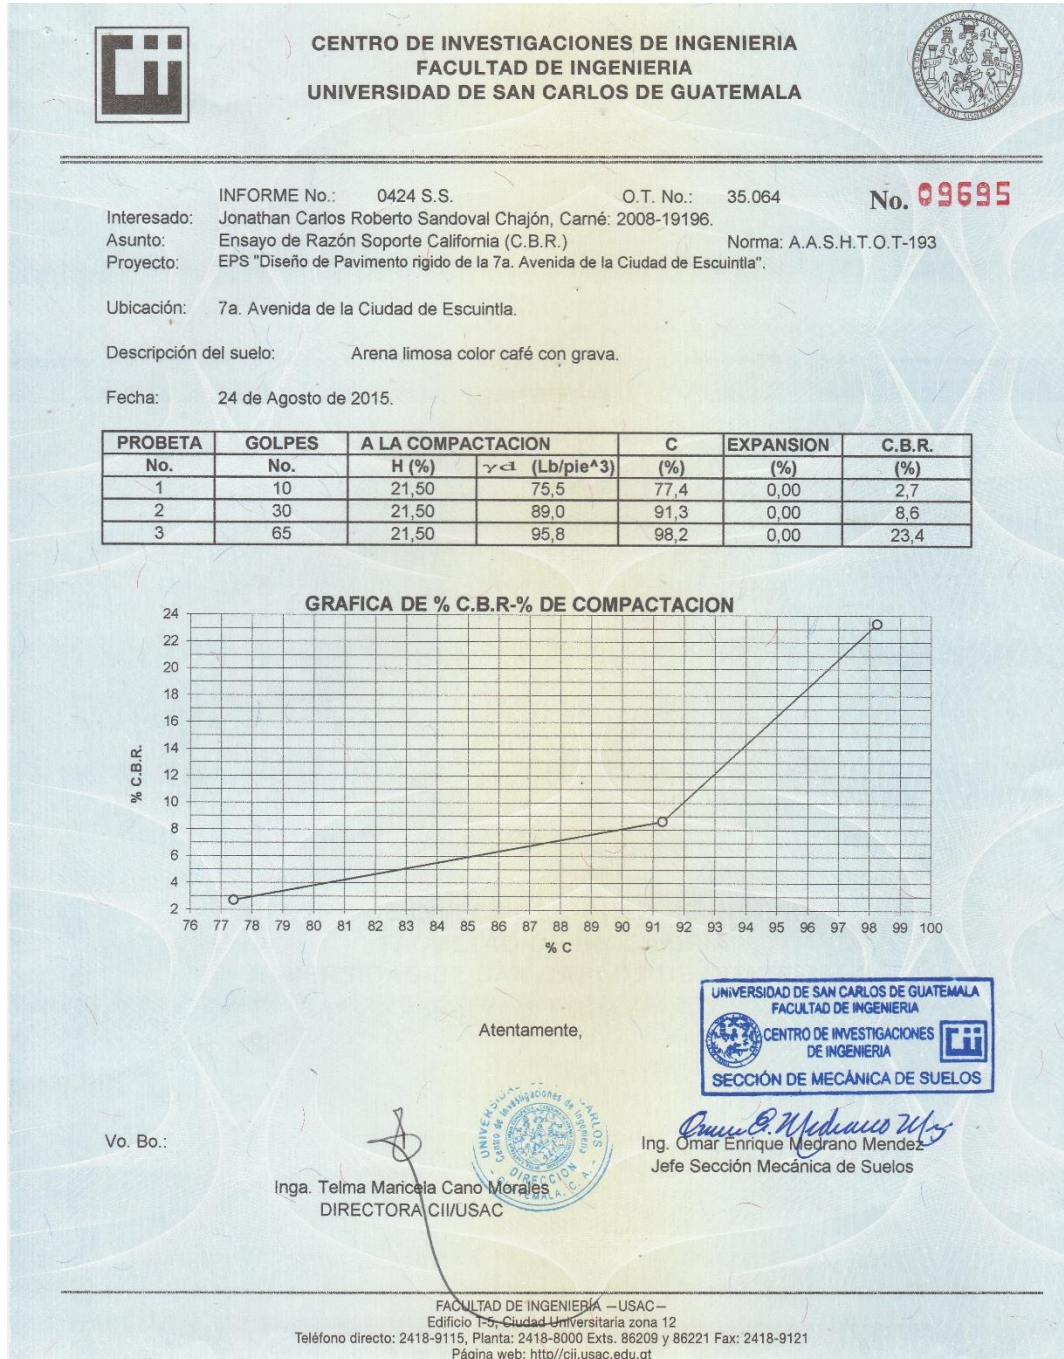 CENTRO DE INVESTIGACIONES DE INGENIERIA
FACULTAD DE INGENIERIA
UNIVERSIDAD DE SAN CARLOS DE GUATEMALA
INFORME No.: 0424 S.S. O.T. No.: 35.064 No. 09695
Interesado: Jonathan Carlos Roberto Sandoval Chajón, Carné: 2008-19196.
Asunto: Ensayo de Razón Soporte California (C.B.R.) Norma: A.A.S.H.T.O.T-193
Proyecto: EPS "Diseño de Pavimento rigido de la 7a. Avenida de la Ciudad de Escuintla".
Ubicación: 7a. Avenida de la Ciudad de Escuintla.
Descripción del suelo: Arena limosa color café con grava.
Fecha: 24 de Agosto de 2015.
PROBETA GOLPES A LA COMPACTACION C EXPANSION C.B.R.
No. No. H (%) γd (Lb/pie^3) (%) (%) (%)
1 10 21,50 75,5 77,4 0,00 2,7
2 30 21,50 89,0 91,3 0,00 8,6
3 65 21,50 95,8 98,2 0,00 23,4
GRAFICA DE % C.B.R-% DE COMPACTACION
24
22
20
18
16
14
12
10
8
6
4
2
% C.B.R.
76 77 78 79 80 81 82 83 84 85 86 87 88 89 90 91 92 93 94 95 96 97 98 99 100
% C
UNIVERSIDAD DE SAN CARLOS DE GUATEMALA
FACULTAD DE INGENIERIA
CENTRO DE INVESTIGACIONES
DE INGENIERIA
SECCIÓN DE MECÁNICA DE SUELOS
Atentamente,
Vo. Bo.:
Centro de Investigaciones de Ingenieria
DIRECCION
GUATEMALA, C. A.
Ing. Omar Enrique Medrano Mendez
Jefe Sección Mecánica de Suelos
Inga. Telma Maricela Cano Morales
DIRECTORA CII/USAC
FACULTAD DE INGENIERÍA —USAC—
Edificio T-5, Ciudad Universitaria zona 12
Teléfono directo: 2418-9115, Planta: 2418-8000 Exts. 86209 y 86221 Fax: 2418-9121
Página web: http//cii.usac.edu.gt